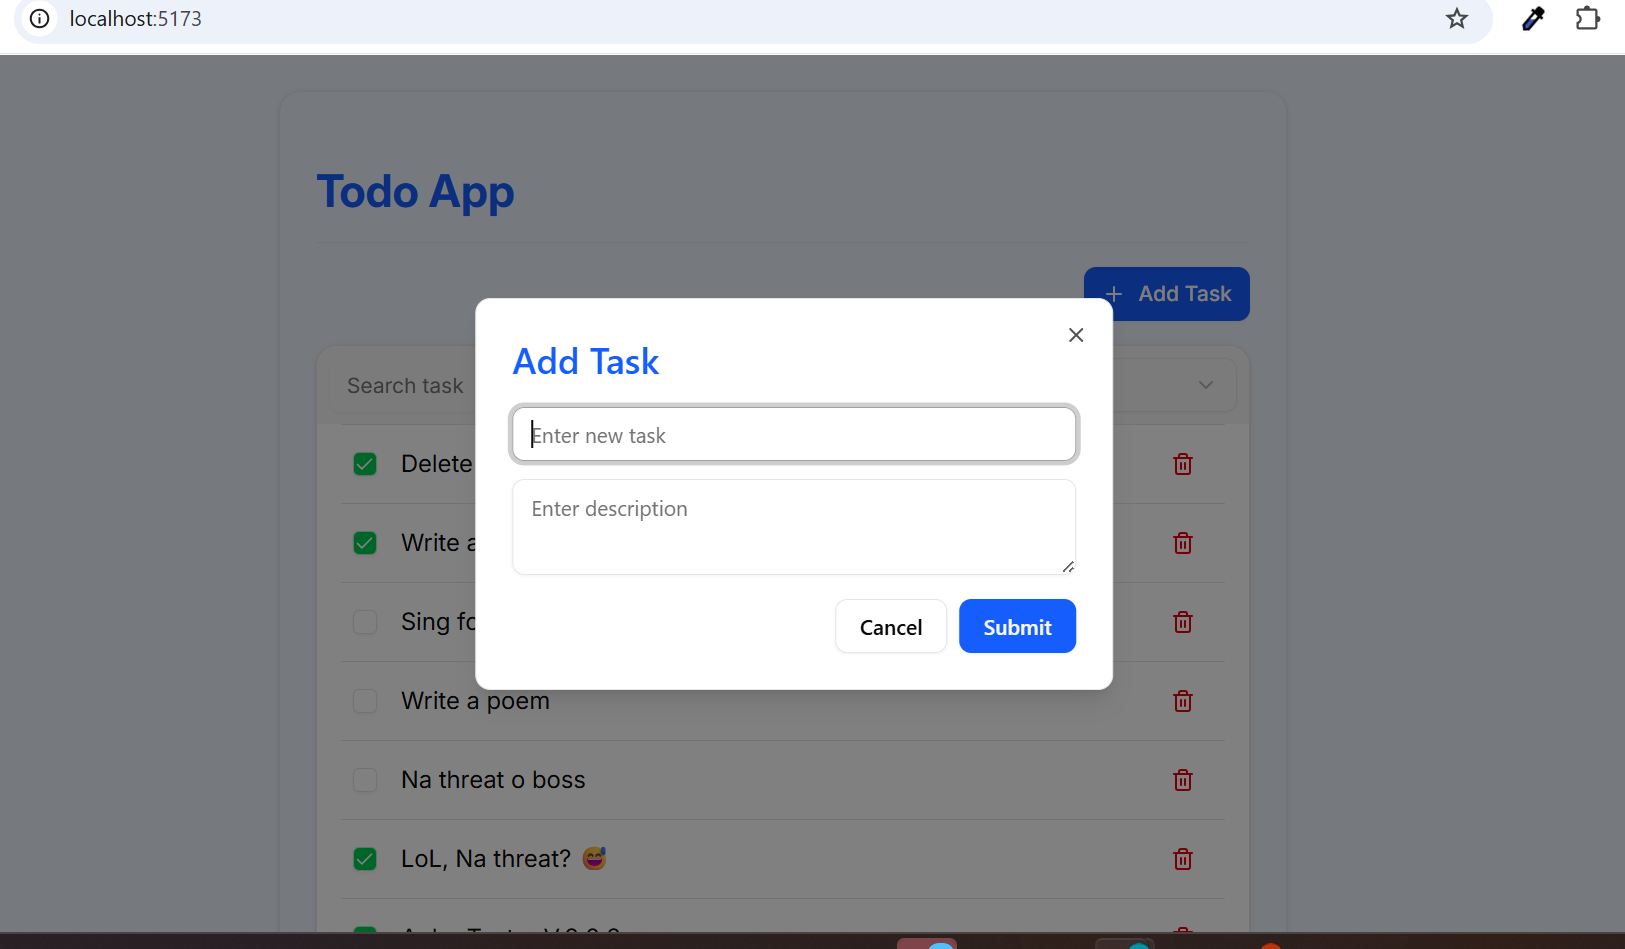 localhost:5173
Todo App
+ Add Task
Add Task
Search task
Enter new task
Delete
Enter description
Write a
Sing fo
Cancel
Submit
Write a poem
Na threat o boss
LoL, Na threat? 😅